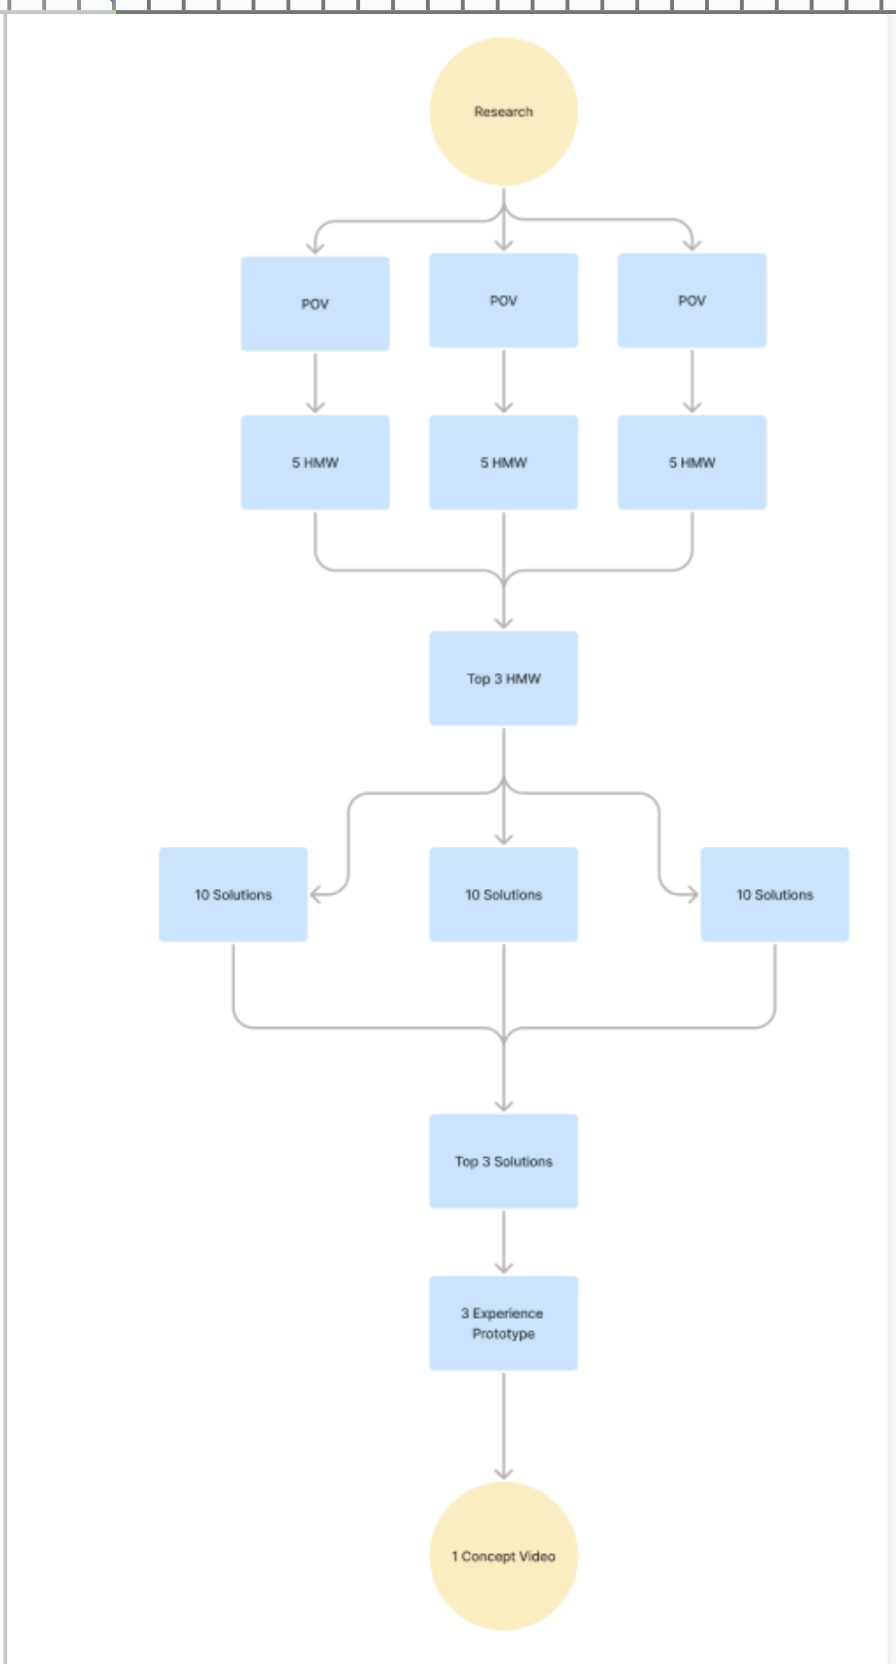 Research
POV
POV
POV
5 HMW
5 HMW
5 HMW
Top 3 HMW
10 Solutions
10 Solutions
10 Solutions
Top 3 Solutions
3 Experience
Prototype
1 Concept Video